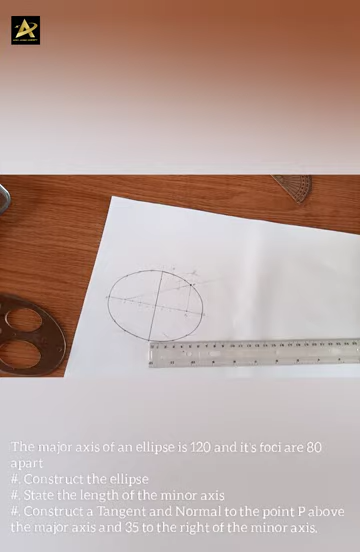 The major axis of an ellipse is 120 and it's foci are 80
apart
#. Construct the ellipse
#. State the length of the minor axis
#. Construct a Tangent and Normal to the point P above
the major axis and 35 to the right of the minor axis.